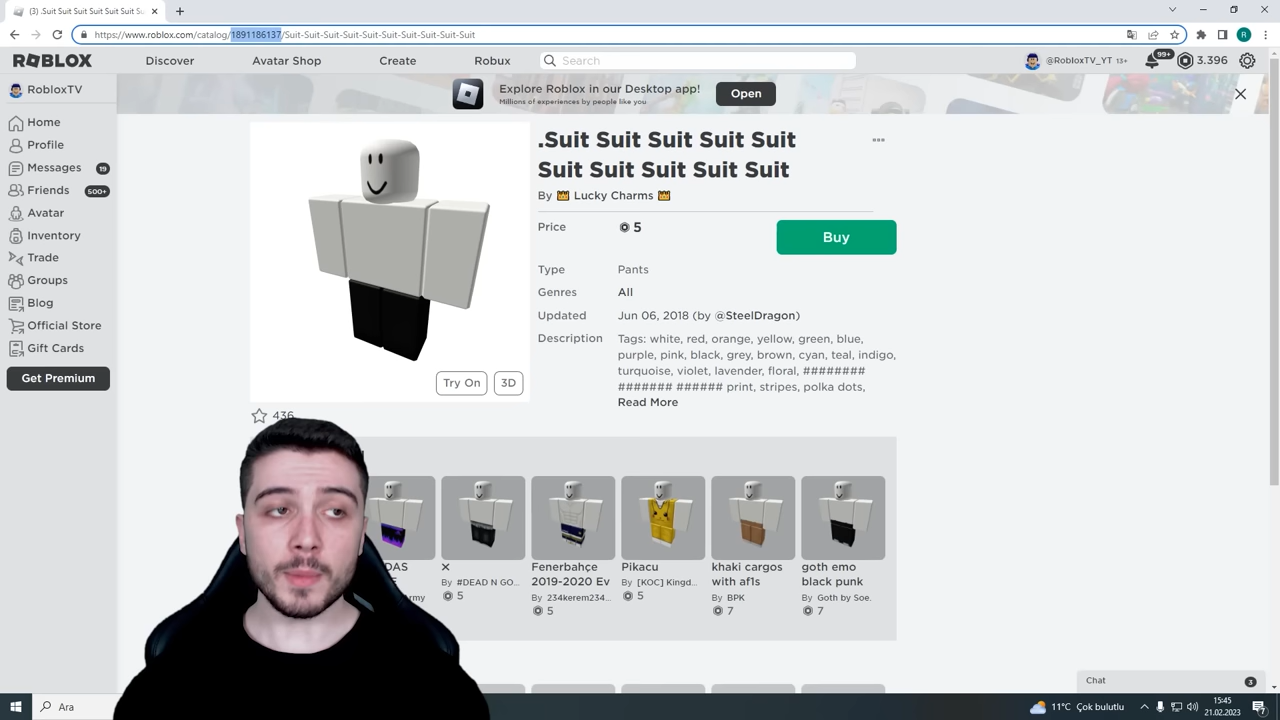 (3) .Suit Suit Suit Suit Suit Su
https://www.roblox.com/catalog/1891186137/Suit-Suit-Suit-Suit-Suit-Suit-Suit-Suit-Suit-Suit
R
ROBLOX
Discover
Avatar Shop
Create
Robux
Search
@RobloxTV_YT 13+
99+
3.396
RobloxTV
Explore Roblox in our Desktop app!
Millions of experiences by people like you
Open
Home
Profile
Messages 19
Friends 500+
Avatar
Inventory
Trade
Groups
Blog
Official Store
Gift Cards
Get Premium
.Suit Suit Suit Suit Suit
Suit Suit Suit Suit Suit
By Lucky Charms
Price 5
Buy
Type Pants
Genres All
Updated Jun 06, 2018 (by @SteelDragon)
Description Tags: white, red, orange, yellow, green, blue,
purple, pink, black, grey, brown, cyan, teal, indigo,
turquoise, violet, lavender, floral, ########
####### ###### print, stripes, polka dots,
Read More
Try On
3D
436
X
By #DEAD N GO...
5
Fenerbahçe
2019-2020 Ev
By 234kerem234...
5
Pikacu
By [KOC] Kingd...
5
khaki cargos
with af1s
By BPK
7
goth emo
black punk
By Goth by Soe.
7
Chat 3
Ara
11°C Çok bulutlu
15:45
21.02.2023